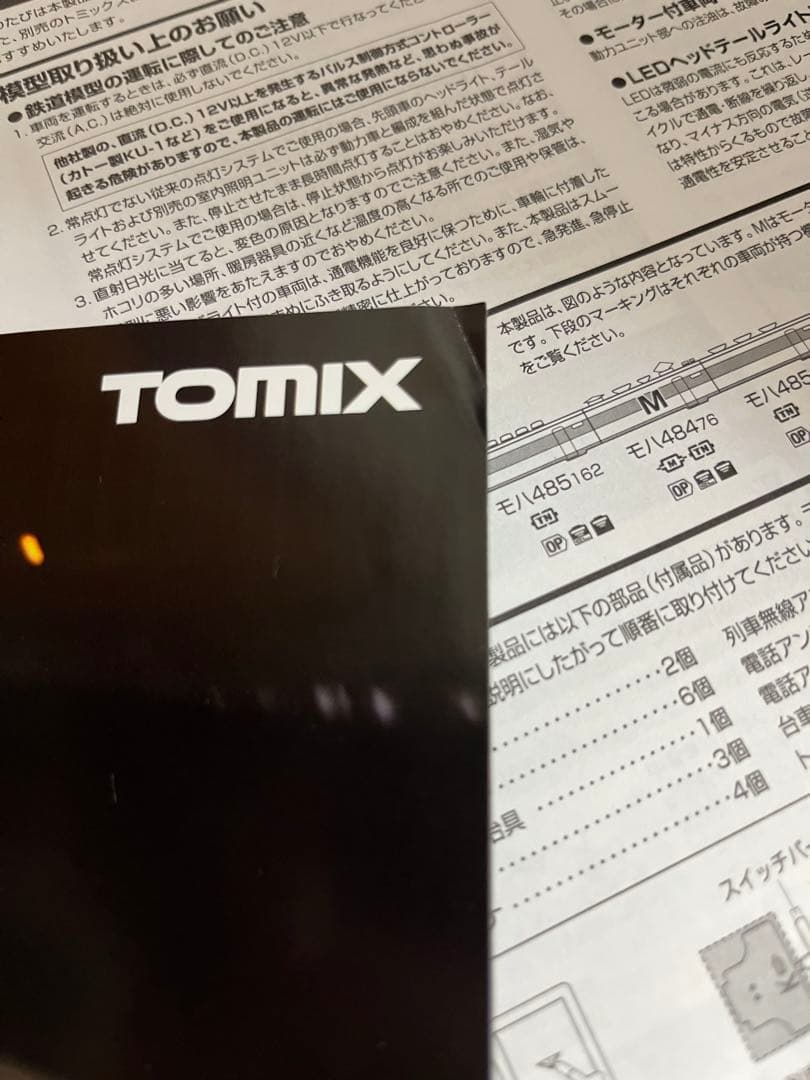 のたびは本製品
た、別売のトミックス
すすめいたします。
模型取り扱い上のお願い
●鉄道模型の運転に際してのご注意
1. 車両を運転するときは、必ず直流(D.C.)12V以下で行なってくだ
交流(A.C.)は絶対に使用しないでください。
他社製の、直流(D.C.)12V以上を発生するパルス制御方式コントローラー
(カトー製KU-1など)をご使用になると、異常な発熱など、思わぬ事故が
起きる危険がありますので、本製品の運転にはご使用にならないでください。
2. 常点灯でない従来の点灯システムでご使用の場合、先頭車のヘッドライト、テール
ライトおよび別売の室内照明ユニットは必ず動力車と編成を組んだ状態で点灯さ
せてください。また、停止させたまま長時間点灯することはおやめください。なお、
常点灯システムでご使用の場合は、停止状態から点灯がお楽しみいただけます。
3. 直射日光に当てると、変色の原因となりますのでご注意ください。また、湿気や
ホコリの多い場所、暖房器具の近くなど温度の高くなる所でのご使用や保管は、
に悪い影響をあたえますのでおやめください。
ライト付の車両は、通電機能を良好に保つために、車輪に付着した
めにふき取るようにしてください。また、本製品はスムー
精密に仕上がっておりますので、急発進、急停止
ださい。
その場合に
●モーター付車両
動力ユニット部への注油は、故障の
●LEDヘッドテールライト
LEDは微弱の電流にも反応するため
こる場合があります。これは、レー
イクルで通電・断線を繰り返し
なり、マイナス方向の電気(逆
は特性からくるもので故障
通電性を安定させること
本製品は、図のような内容となっています。Mはモータ
です。下段のマーキングはそれぞれの車両が持つ機
をご覧ください。
M
モハ485162
TN
OP
モハ48476
M TN
OP
モハ485
TN
OP
TOMIX
製品には以下の部品(付属品)があります。
説明にしたがって順番に取り付けてください
2個
6個
1個
治具 3個
4個
列車無線ア
電話アン
電話ア
台車
ト
スイッチパー